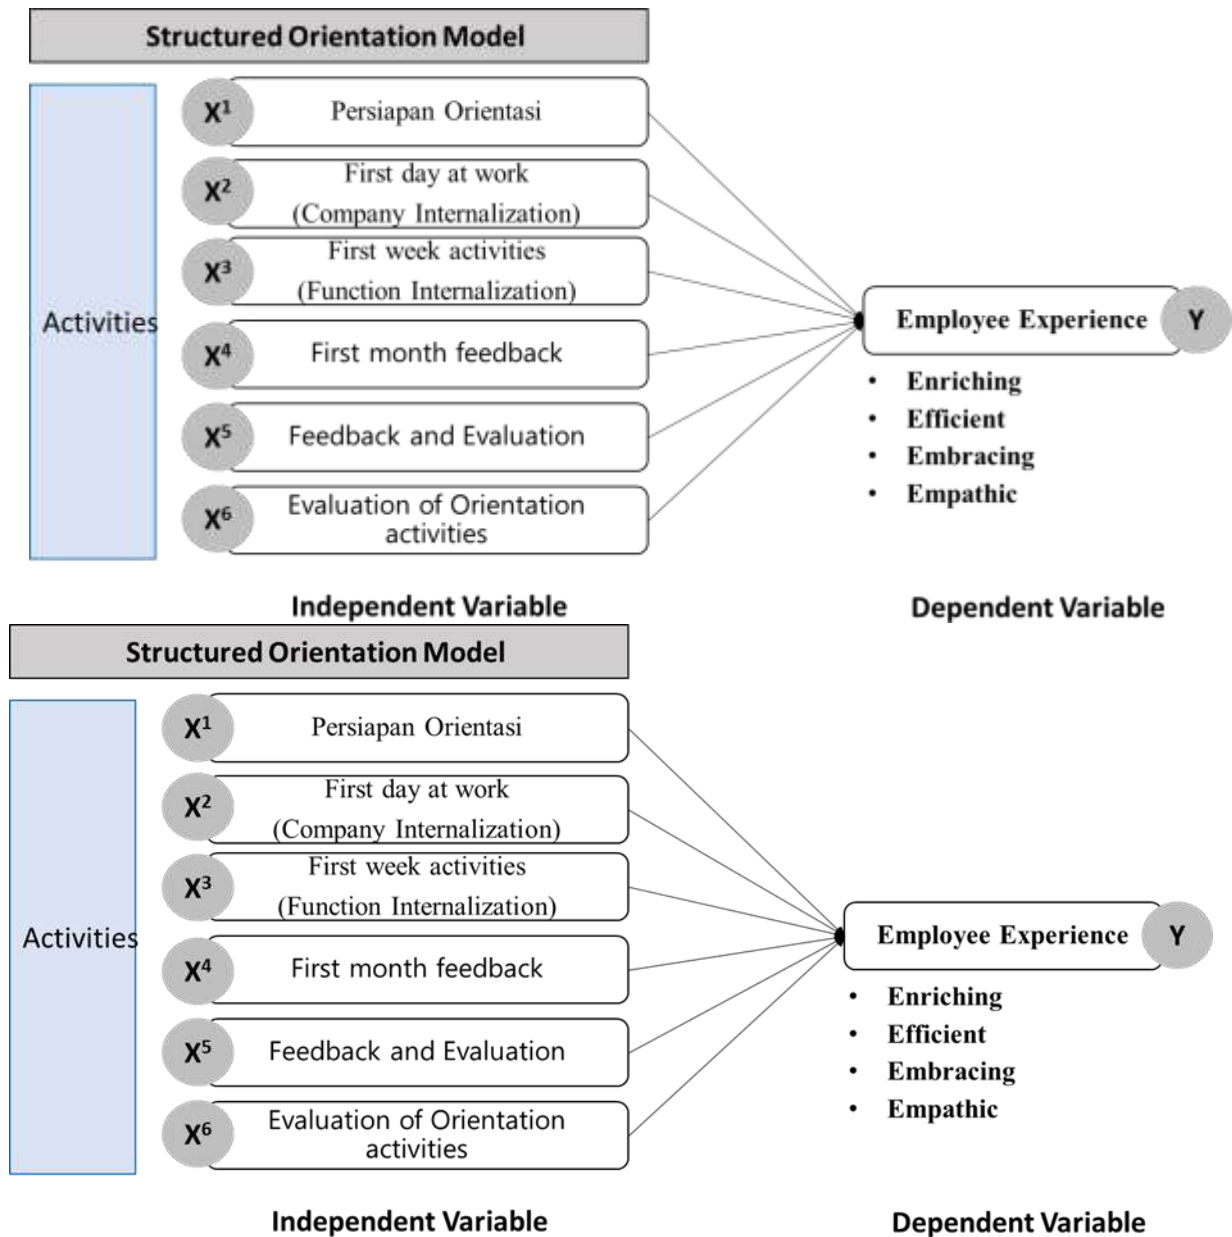 Structured Orientation Model
Activities
X¹
Persiapan Orientasi
X²
First day at work
(Company Internalization)
X³
First week activities
(Function Internalization)
X⁴
First month feedback
X⁵
Feedback and Evaluation
X⁶
Evaluation of Orientation
activities
Employee Experience
Y
• Enriching
• Efficient
• Embracing
• Empathic
Independent Variable
Dependent Variable
Structured Orientation Model
Activities
X¹
Persiapan Orientasi
X²
First day at work
(Company Internalization)
X³
First week activities
(Function Internalization)
X⁴
First month feedback
X⁵
Feedback and Evaluation
X⁶
Evaluation of Orientation
activities
Employee Experience
Y
• Enriching
• Efficient
• Embracing
• Empathic
Independent Variable
Dependent Variable